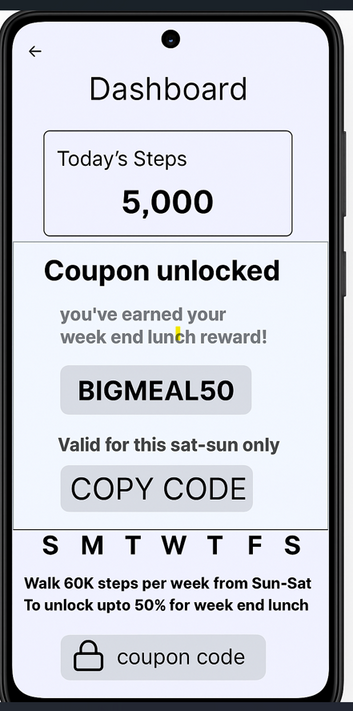 Dashboard
Today's Steps
5,000
Coupon unlocked
you've earned your
week end lunch reward!
BIGMEAL50
Valid for this sat-sun only
COPY CODE
S M T W T F S
Walk 60K steps per week from Sun-Sat
To unlock upto 50% for week end lunch
coupon code